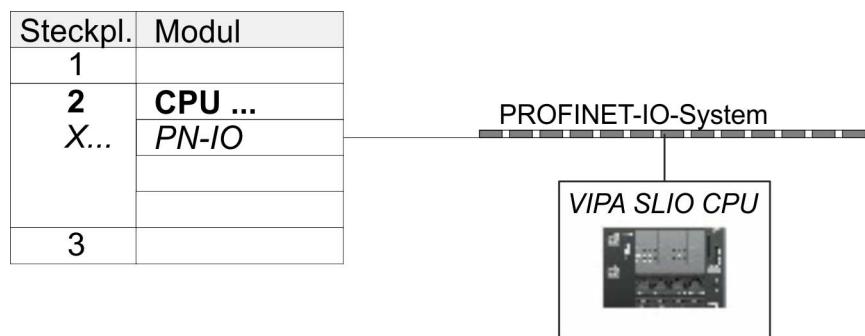 Steckpl. Modul
1
2 CPU ...
X... PN-IO
3
PROFINET-IO-System
VIPA SLIO CPU